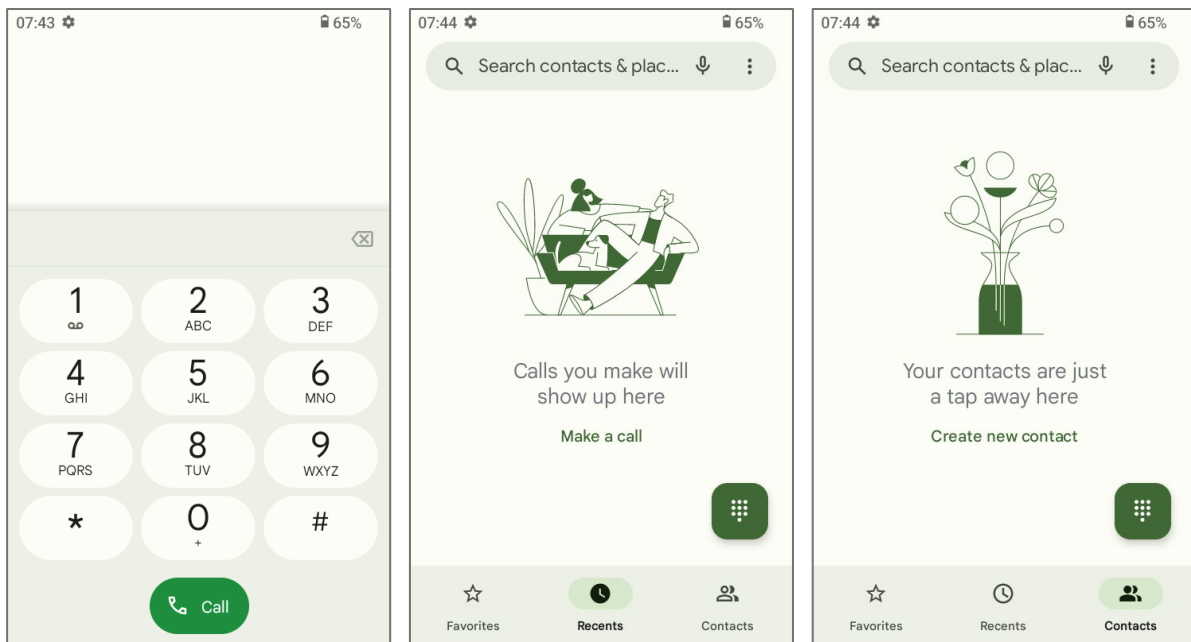 07:43 65%
1 2 3
ABC DEF
4 5 6
GHI JKL MNO
7 8 9
PQRS TUV WXYZ
* 0 #
+
Call
07:44 65%
Search contacts & plac...
Calls you make will
show up here
Make a call
Favorites Recents Contacts
07:44 65%
Search contacts & plac...
Your contacts are just
a tap away here
Create new contact
Favorites Recents Contacts